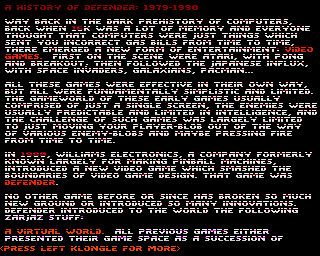 A HISTORY OF DEFENDER: 1979-1990
WAY BACK IN THE DARK PREHISTORY OF COMPUTERS,
BACK WHEN 16K WAS A LOT OF MEMORY AND EVERYONE
THOUGHT THAT COMPUTERS WERE JUST THINGS WHICH
SENT YOU INCORRECT GAS BILLS FROM TIME TO TIME,
THERE EMERGED A NEW FORM OF ENTERTAINMENT: VIDEO
GAMES. FIRST ON THE SCENE WERE ATARI, WITH PONG
AND BREAKOUT; THEN FOLLOWED THE JAPANESE INFLUX,
WITH SPACE INVADERS, GALAXIANS, PACMAN...
ALL THESE GAMES WERE EFFECTIVE IN THEIR OWN WAY,
BUT ALL WERE FUNDAMENTALLY SIMPLISTIC AND LIMITED.
THE GAMEWORLD OF THESE EARLY GAMES USUALLY
COMPRISED OF JUST A SINGLE SCREEN, THE ENEMIES WERE
USUALLY PREDICTABLE AND LIMITED IN INTELLIGENCE, AND
THE CHALLENGE OF SUCH GAMES WAS LARGELY LIMITED
TO JUST MOVING YOUR PLAYER-BLOB OUT OF THE WAY
OF VARIOUS ENEMY-BLOBS AND MAYBE PRESSING FIRE
FROM TIME TO TIME.
IN WILLIAMS ELECTRONICS, A COMPANY FORMERLY
KNOWN LARGELY FOR MAKING PINBALL MACHINES,
INTRODUCED A NEW VIDEO GAME WHICH SMASHED THE
BOUNDARIES OF VIDEO GAME DESIGN. THAT GAME WAS
DEFENDER.
NO OTHER GAME BEFORE OR SINCE HAS BROKEN SO MUCH
NEW GROUND OR INTRODUCED SO MANY INNOVATIONS.
DEFENDER INTRODUCED TO THE WORLD THE FOLLOWING
ZARJAZ STUFF:
A VIRTUAL WORLD. ALL PREVIOUS GAMES EITHER
PRESENTED THEIR GAME SPACE AS A SUCCESSION OF
<PRESS LEFT KLONGLE FOR MORE>